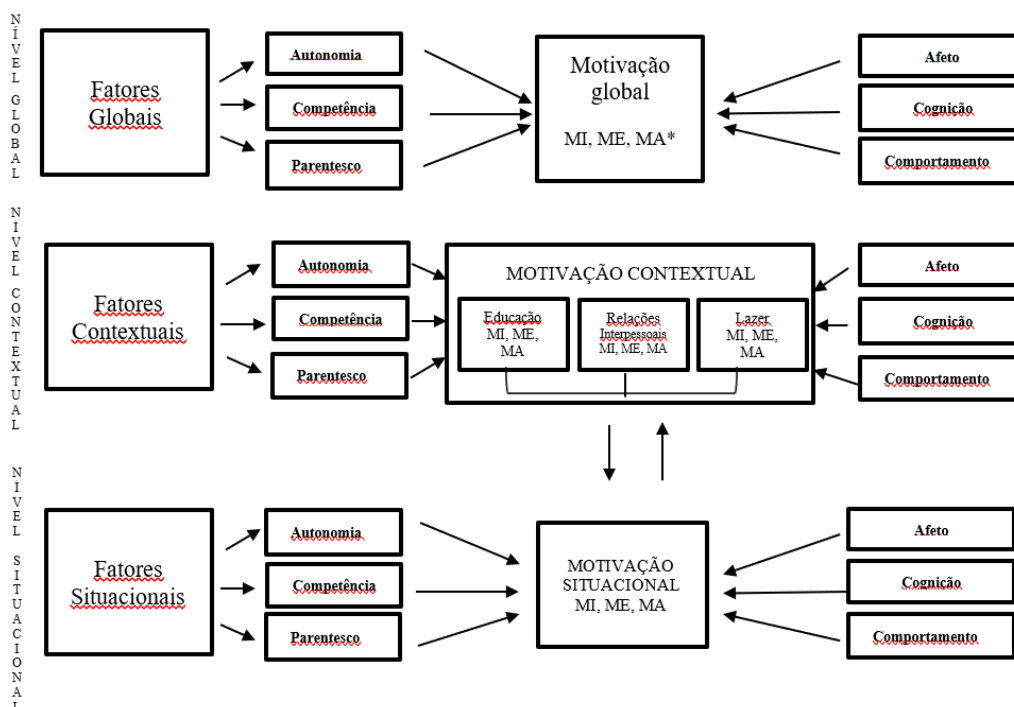 NÍVEL GLOBAL
Fatores
Globais
Autonomia
Competência
Parentesco
Motivação
global
MI, ME, MA*
Afeto
Cognição
Comportamento
NÍVEL CONTEXTUAL
Fatores
Contextuais
Autonomia
Competência
Parentesco
MOTIVAÇÃO CONTEXTUAL
Educação
MI, ME,
MA
Relações
Interpessoais
MI, ME, MA
Lazer
MI, ME,
MA
Afeto
Cognição
Comportamento
NÍVEL SITUACIONAL
Fatores
Situacionais
Autonomia
Competência
Parentesco
MOTIVAÇÃO
SITUACIONAL
MI, ME, MA
Afeto
Cognição
Comportamento